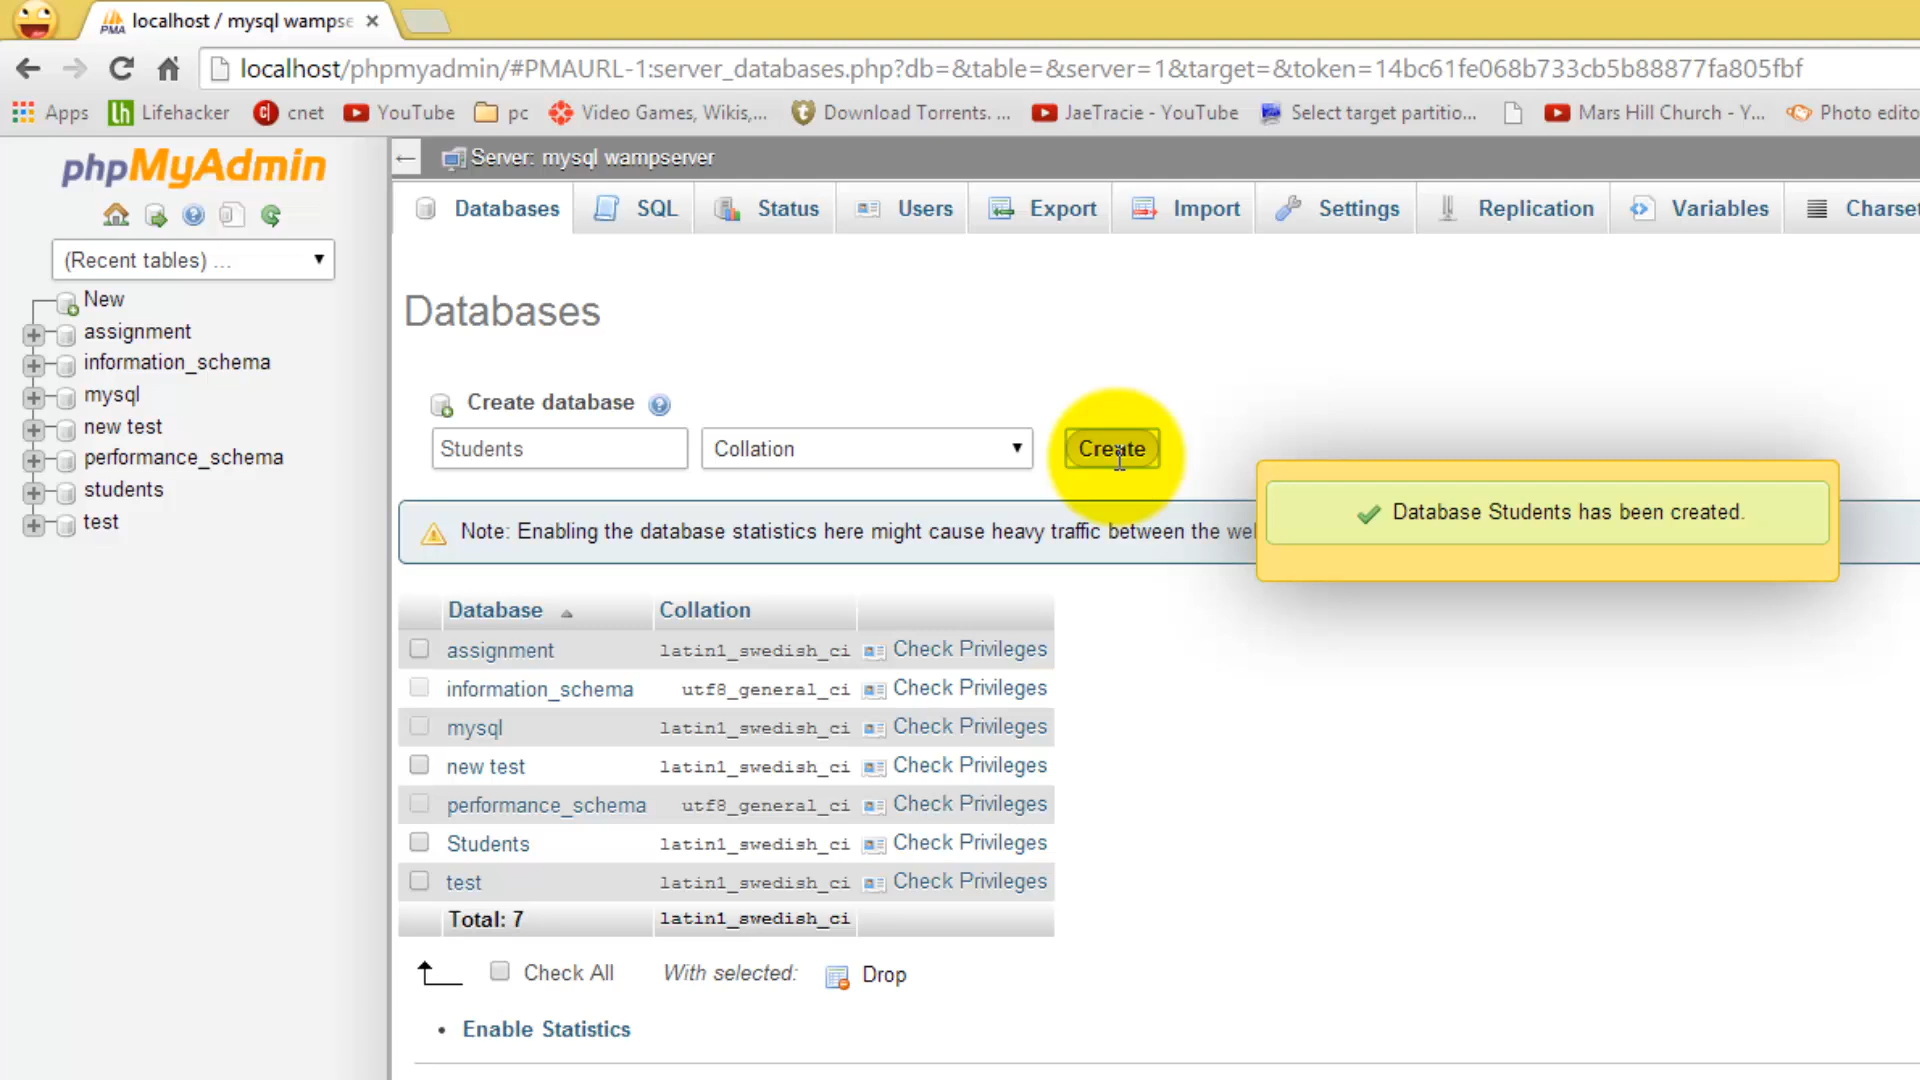 localhost / mysql wampse
localhost/phpmyadmin/#PMAURL-1:server_databases.php?db=&table=&server=1&target=&token=14bc61fe068b733cb5b88877fa805fbf
Apps lh Lifehacker cnet YouTube pc Video Games, Wikis,... Download Torrents. ... JaeTracie - YouTube Select target partitio... Mars Hill Church - Y... Photo edito
phpMyAdmin
(Recent tables) ...
New
assignment
information_schema
mysql
new test
performance_schema
students
test
Server: mysql wampserver
Databases SQL Status Users Export Import Settings Replication Variables Charset
Databases
Create database
Students Collation Create
Note: Enabling the database statistics here might cause heavy traffic between the we
Database Students has been created.
Database Collation
assignment latin1_swedish_ci Check Privileges
information_schema utf8_general_ci Check Privileges
mysql latin1_swedish_ci Check Privileges
new test latin1_swedish_ci Check Privileges
performance_schema utf8_general_ci Check Privileges
Students latin1_swedish_ci Check Privileges
test latin1_swedish_ci Check Privileges
Total: 7 latin1_swedish_ci
Check All With selected: Drop
• Enable Statistics